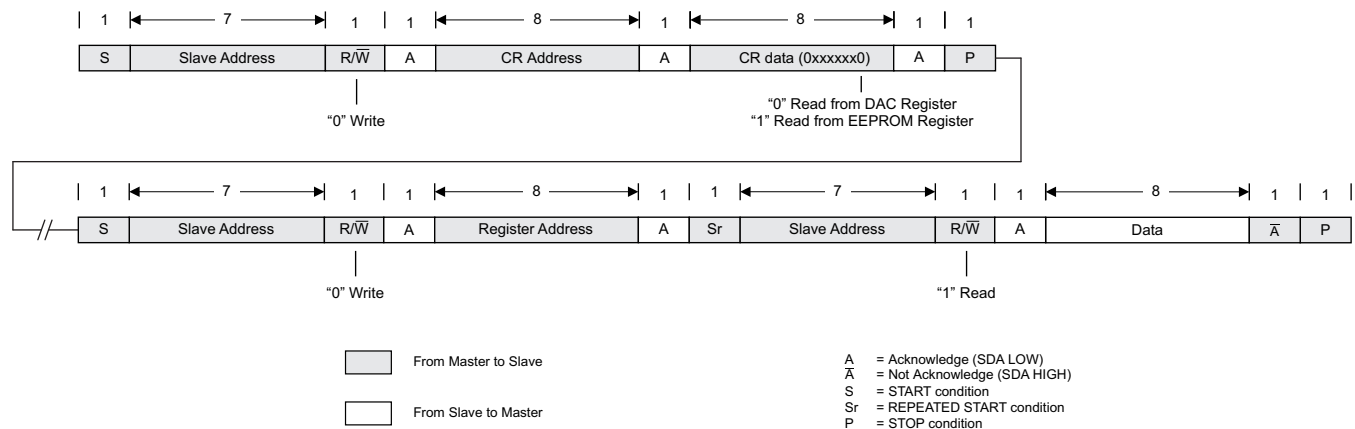 1 7 1 1 8 1 8 1 1
S Slave Address R/W̅ A CR Address A CR data (0xxxxxx0) A P
"0" Write
"0" Read from DAC Register
"1" Read from EEPROM Register
1 7 1 1 8 1 1 7 1 1 8 1 1
S Slave Address R/W̅ A Register Address A Sr Slave Address R/W̅ A Data A̅ P
"0" Write
"1" Read
From Master to Slave
From Slave to Master
A = Acknowledge (SDA LOW)
A̅ = Not Acknowledge (SDA HIGH)
S = START condition
Sr = REPEATED START condition
P = STOP condition